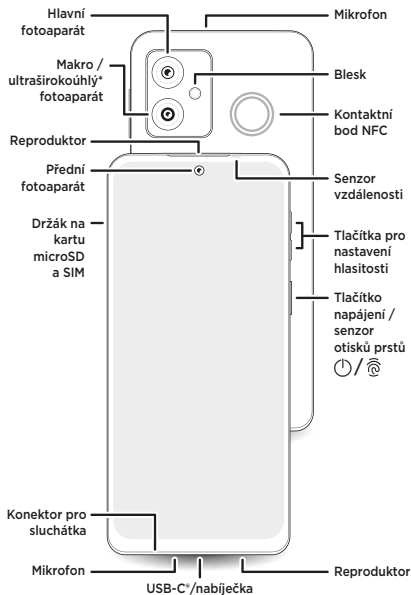 Hlavní
fotoaparát
Mikrofon
Makro /
ultraširokoúhlý*
fotoaparát
Blesk
Kontaktní
bod NFC
Reproduktor
Přední
fotoaparát
Senzor
vzdálenosti
Držák na
kartu
microSD
a SIM
Tlačítka pro
nastavení
hlasitosti
Tlačítko
napájení /
senzor
otisků prstů
/
Konektor pro
sluchátka
Mikrofon
USB-C®/nabíječka
Reproduktor